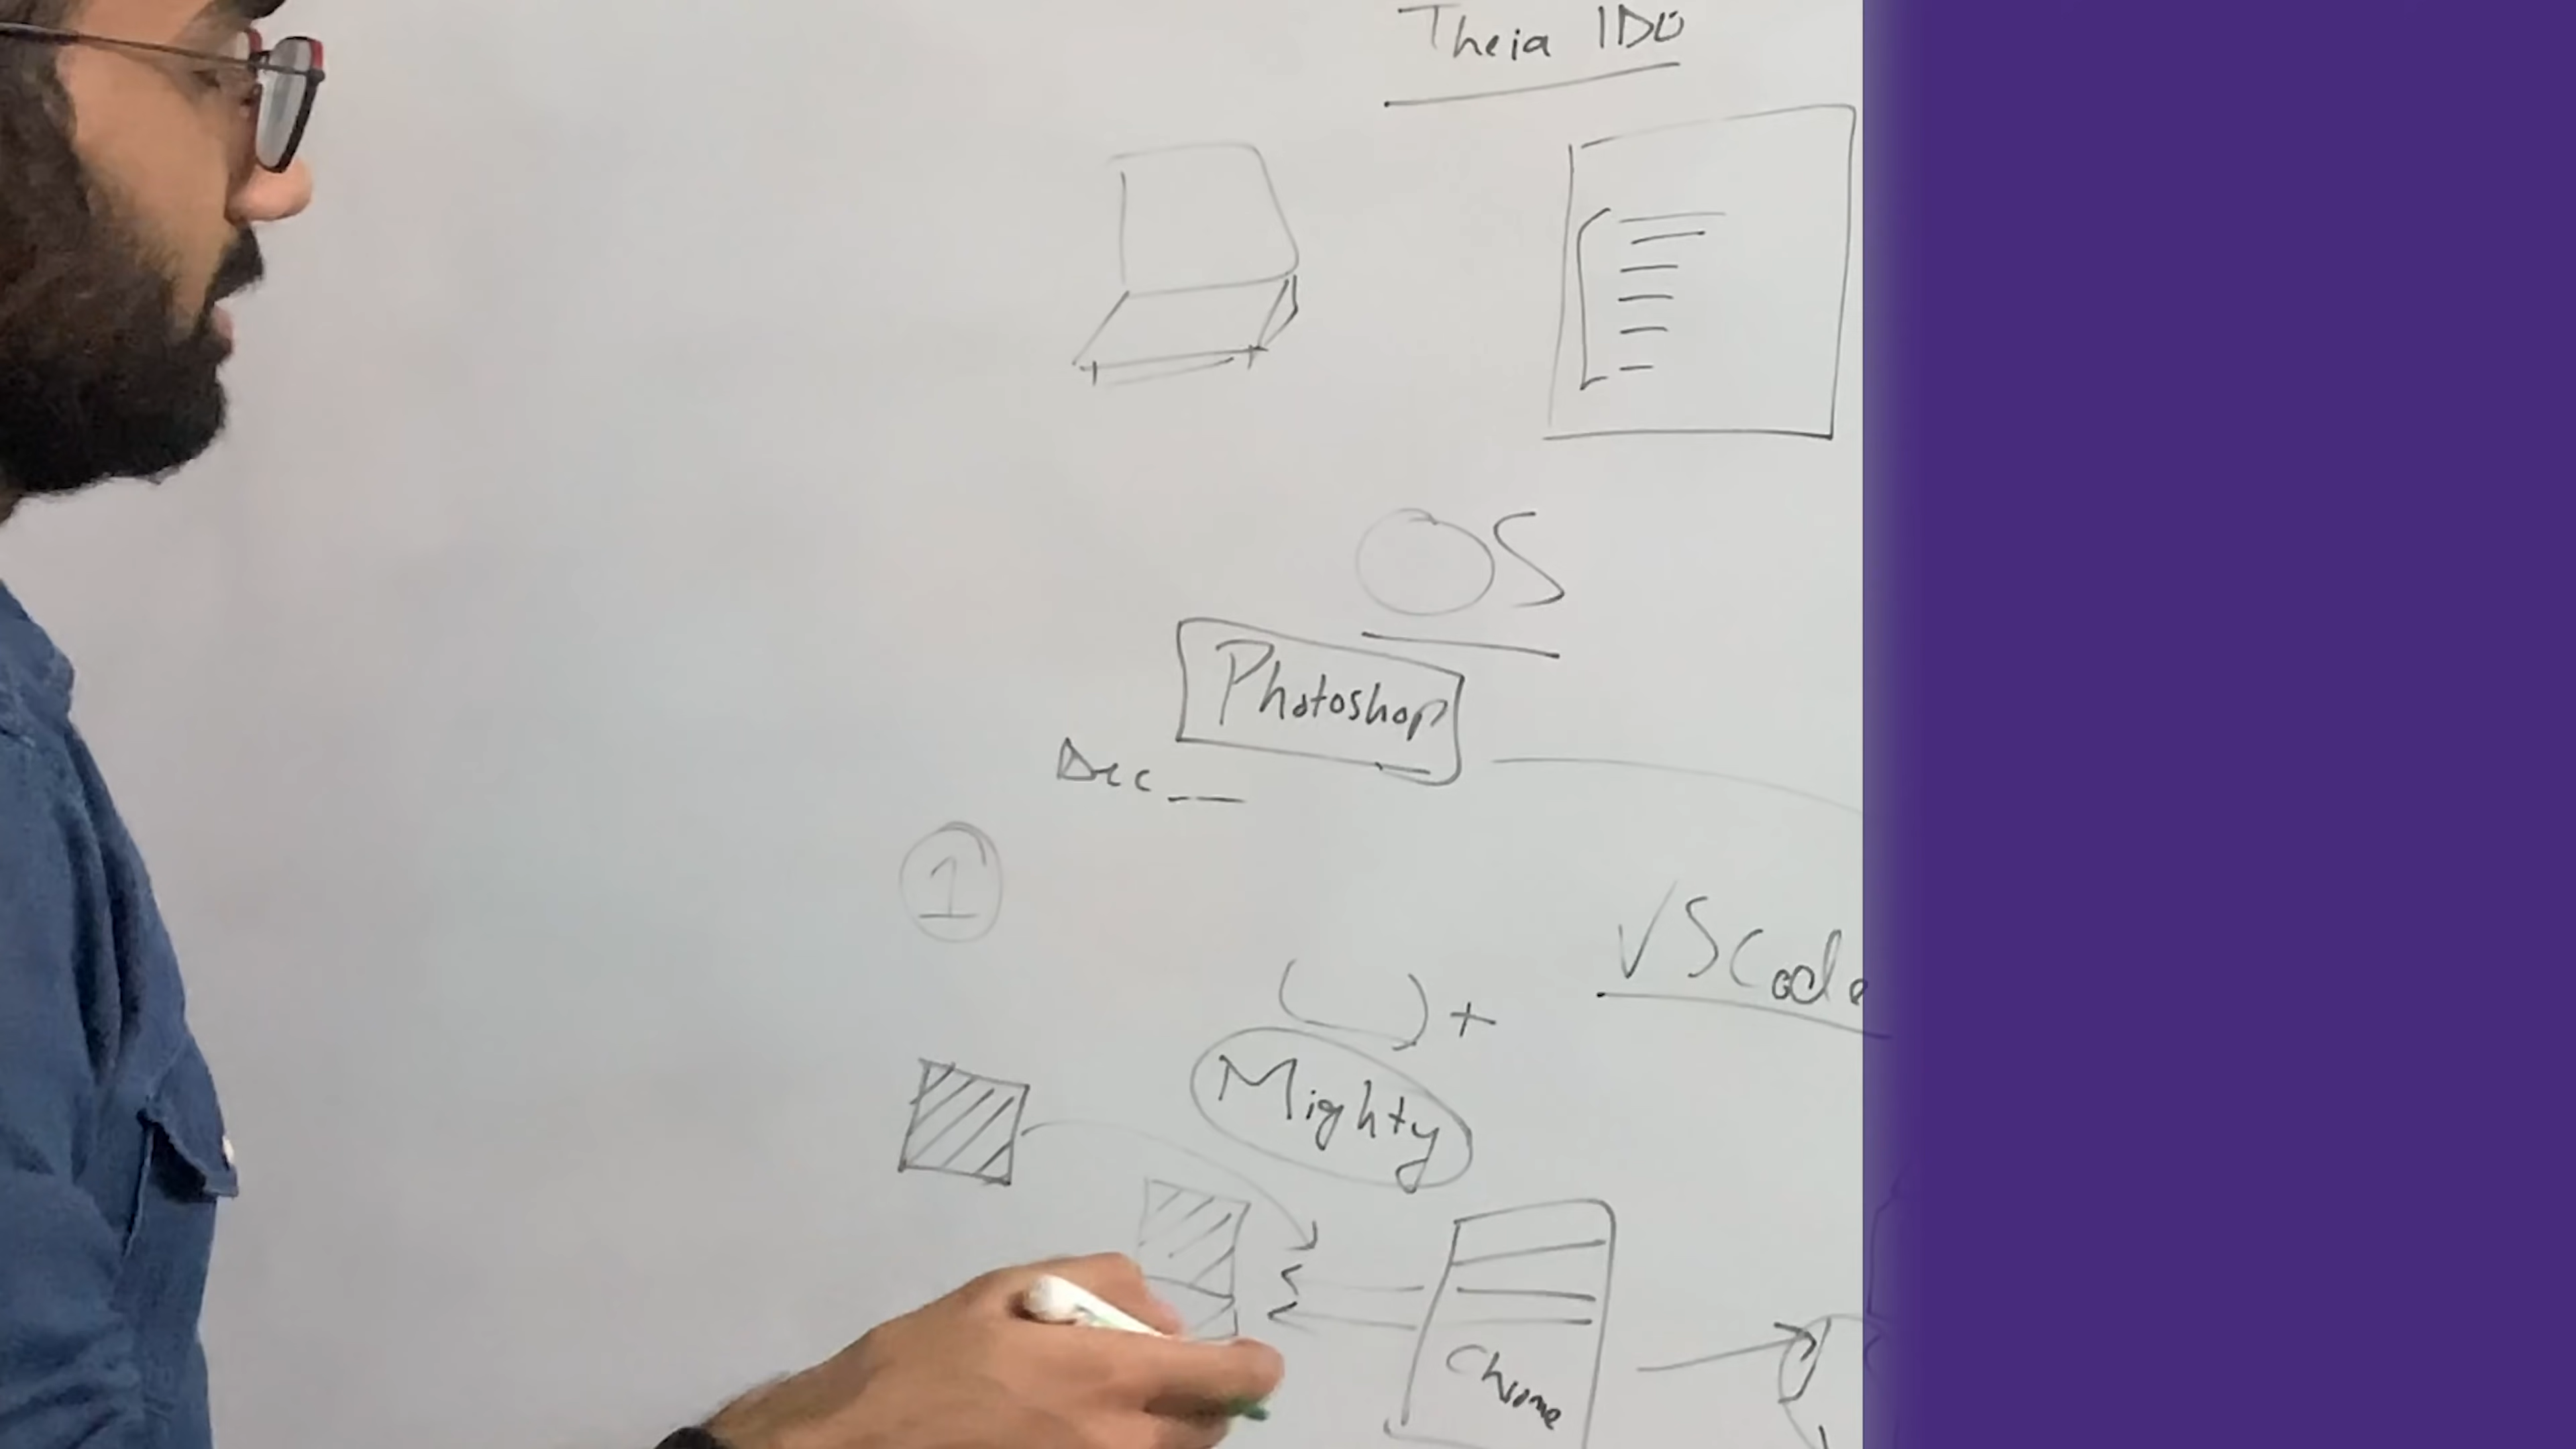 Theia IDE
OS
Photoshop
Dec
1
VSCode
+
Mighty
Chrome